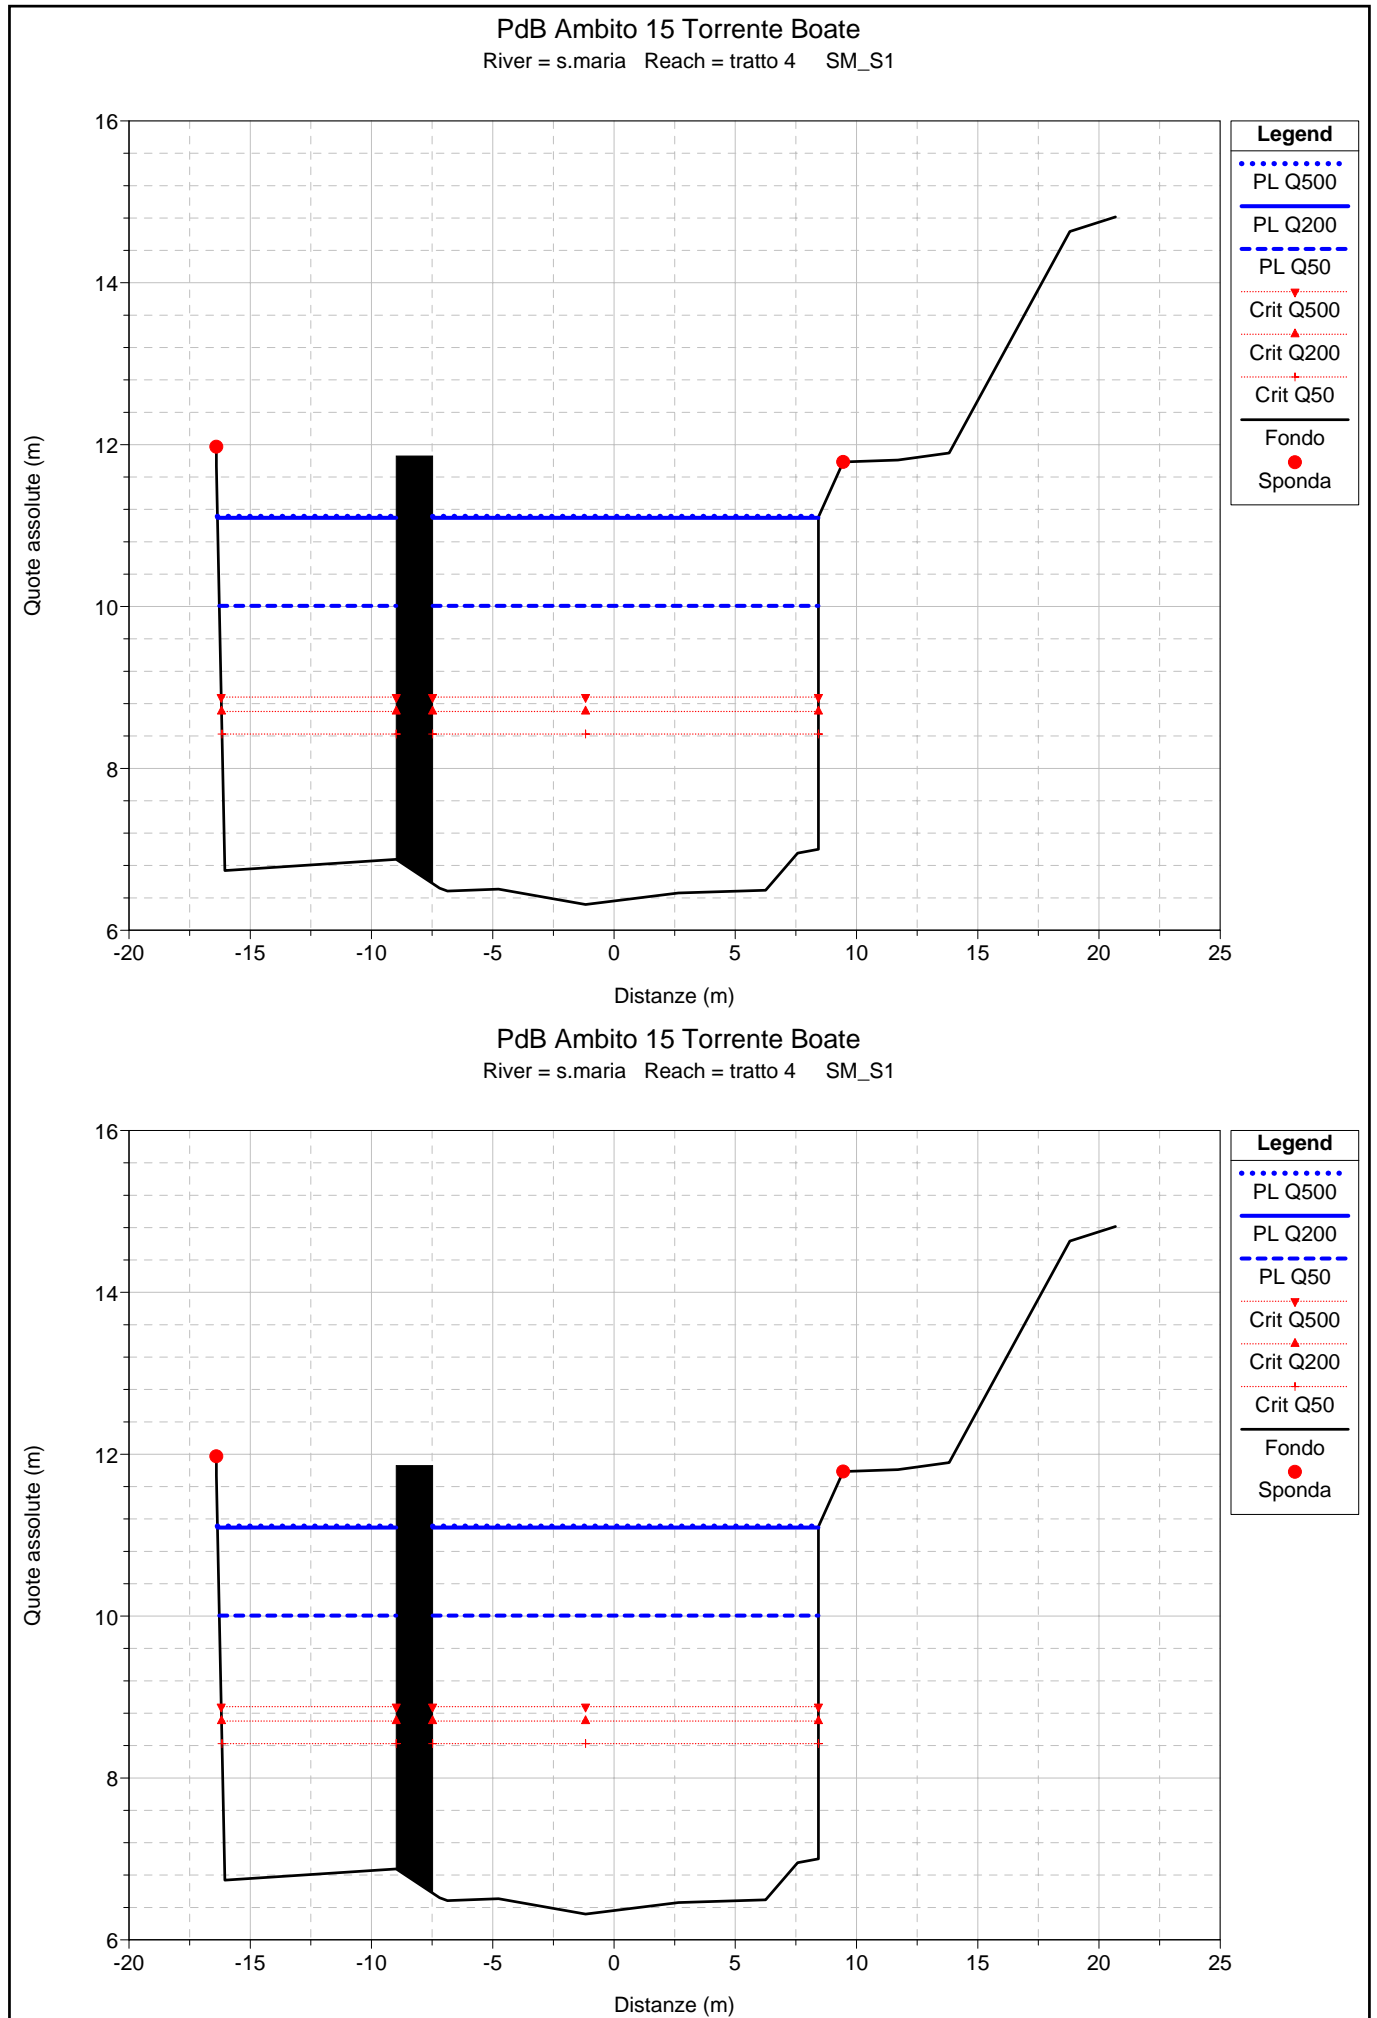 PdB Ambito 15 Torrente Boate
River = s.maria Reach = tratto 4 SM_S1
16
14
12
10
8
6
Quote assolute (m)
-20 -15 -10 -5 0 5 10 15 20 25
Distanze (m)
Legend
PL Q500
PL Q200
PL Q50
Crit Q500
Crit Q200
Crit Q50
Fondo
Sponda
PdB Ambito 15 Torrente Boate
River = s.maria Reach = tratto 4 SM_S1
16
14
12
10
8
6
Quote assolute (m)
-20 -15 -10 -5 0 5 10 15 20 25
Distanze (m)
Legend
PL Q500
PL Q200
PL Q50
Crit Q500
Crit Q200
Crit Q50
Fondo
Sponda